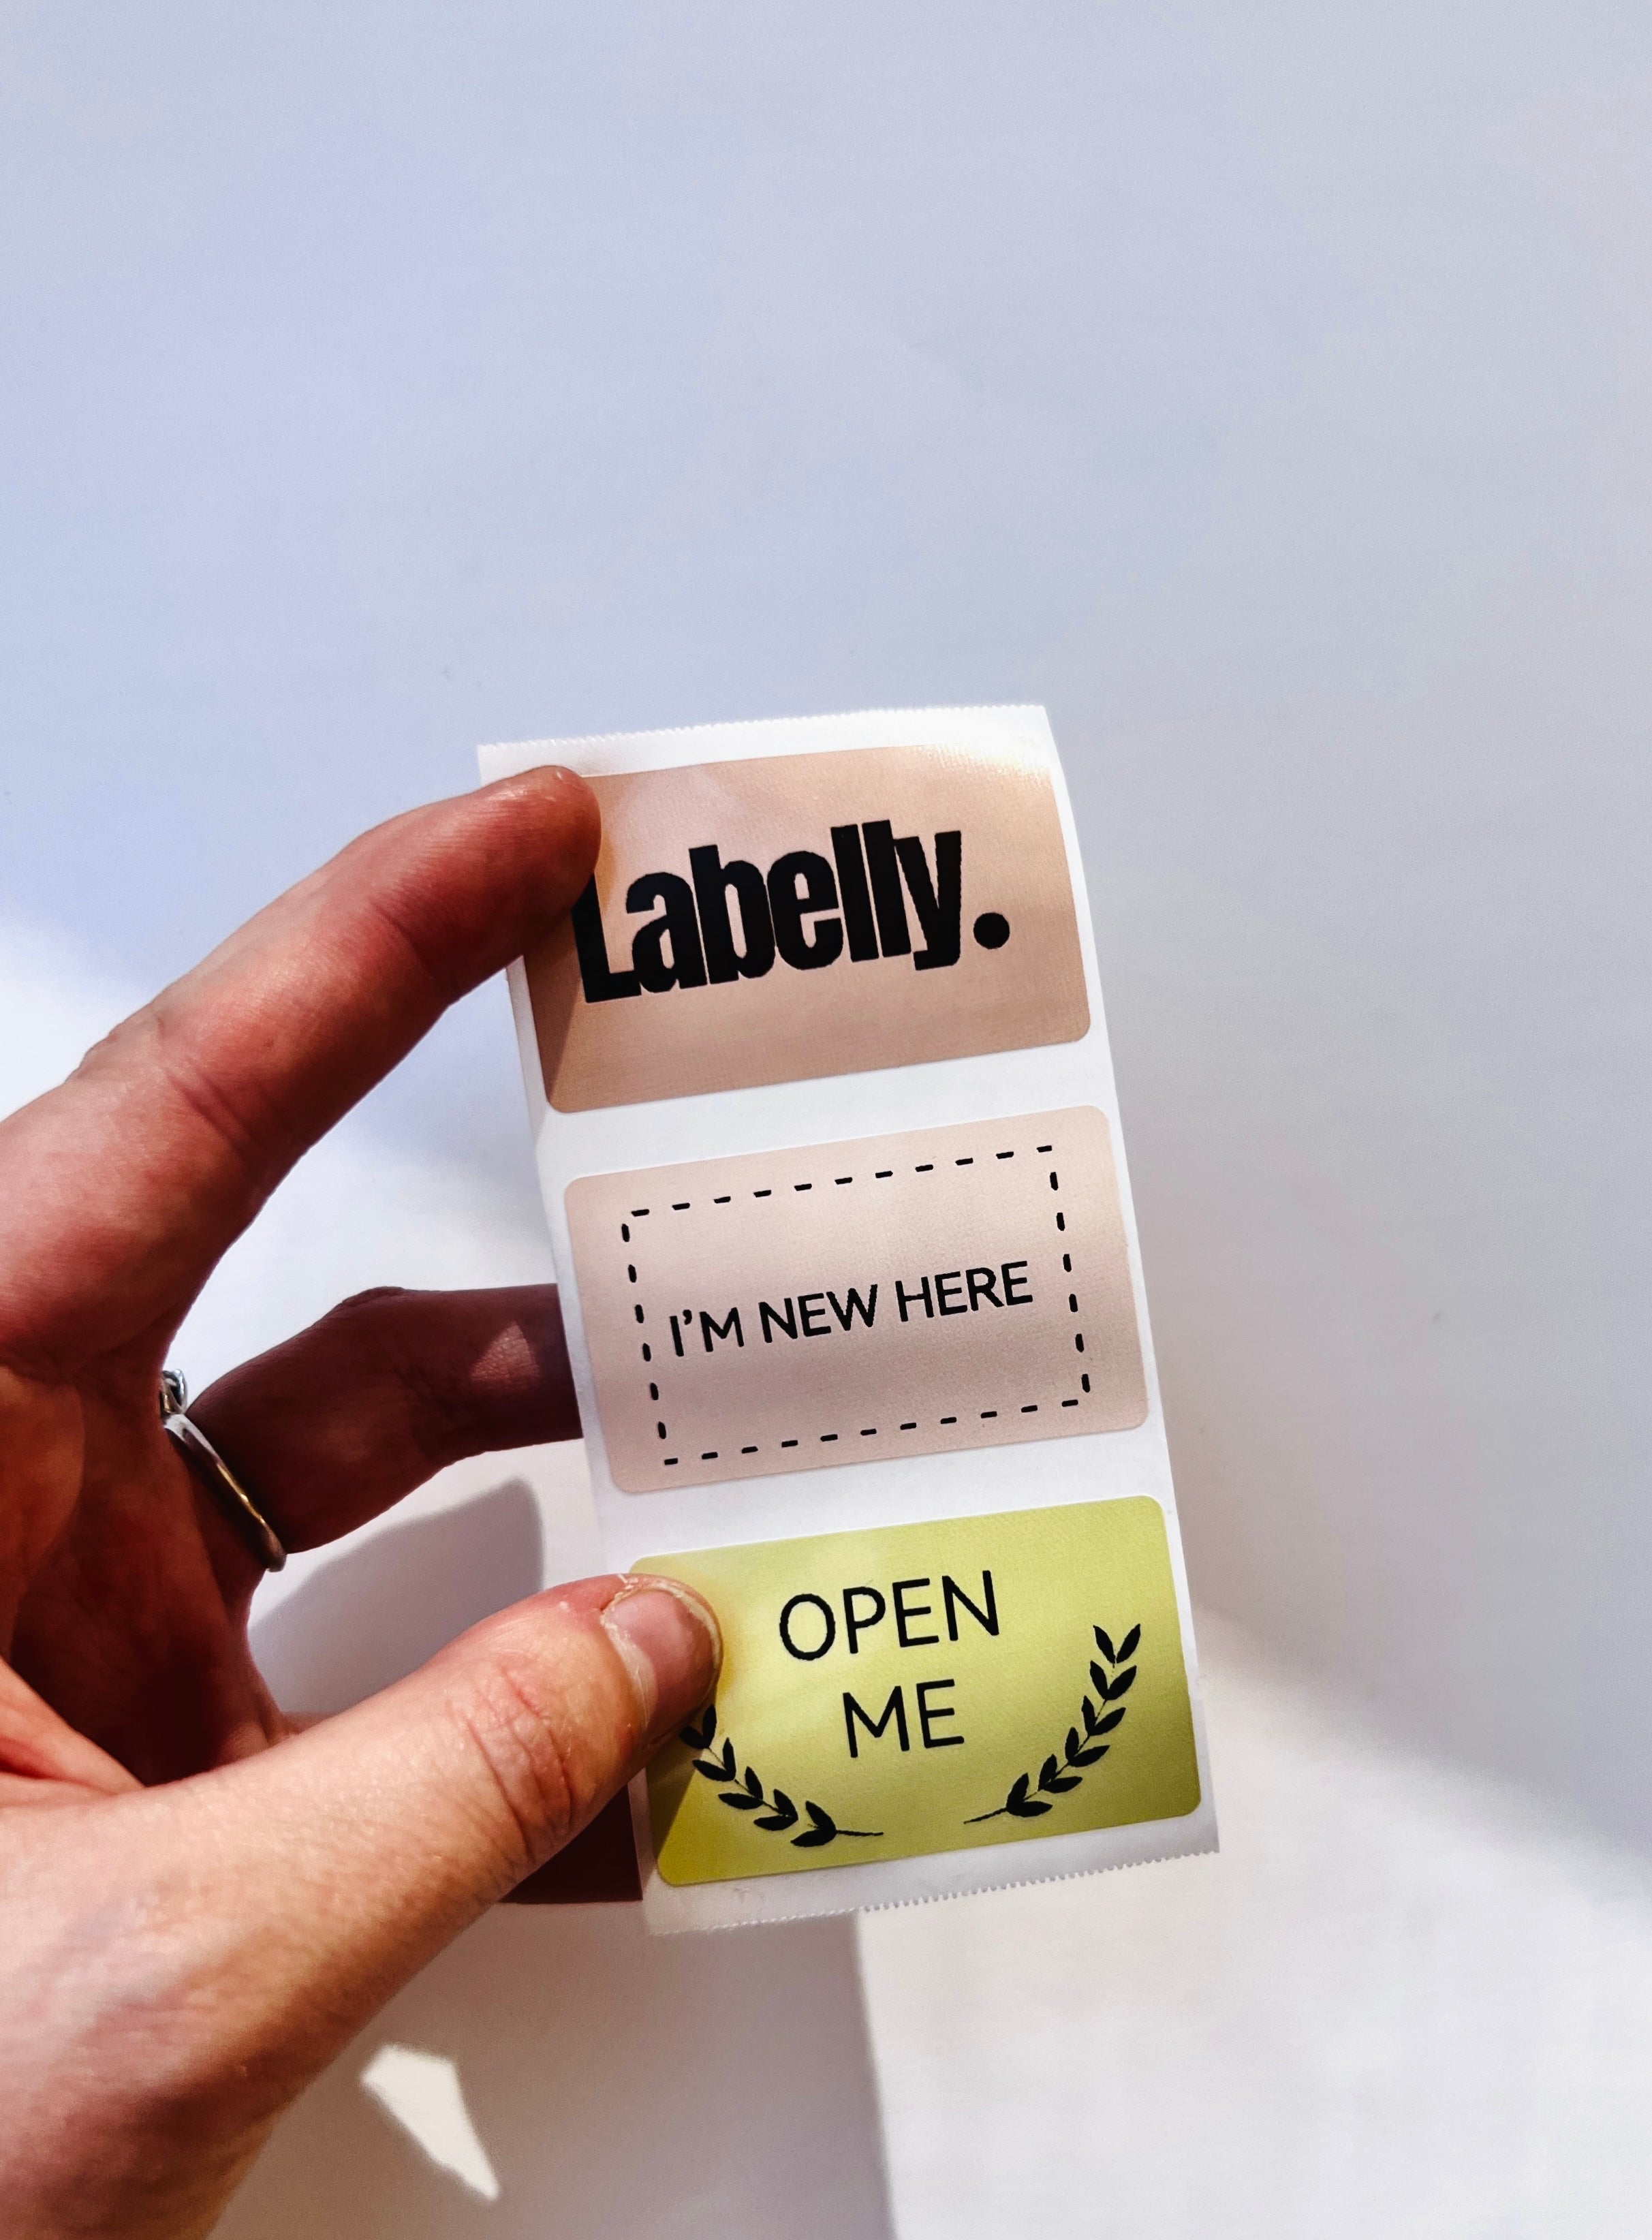 Labelly.
I'M NEW HERE
OPEN
ME